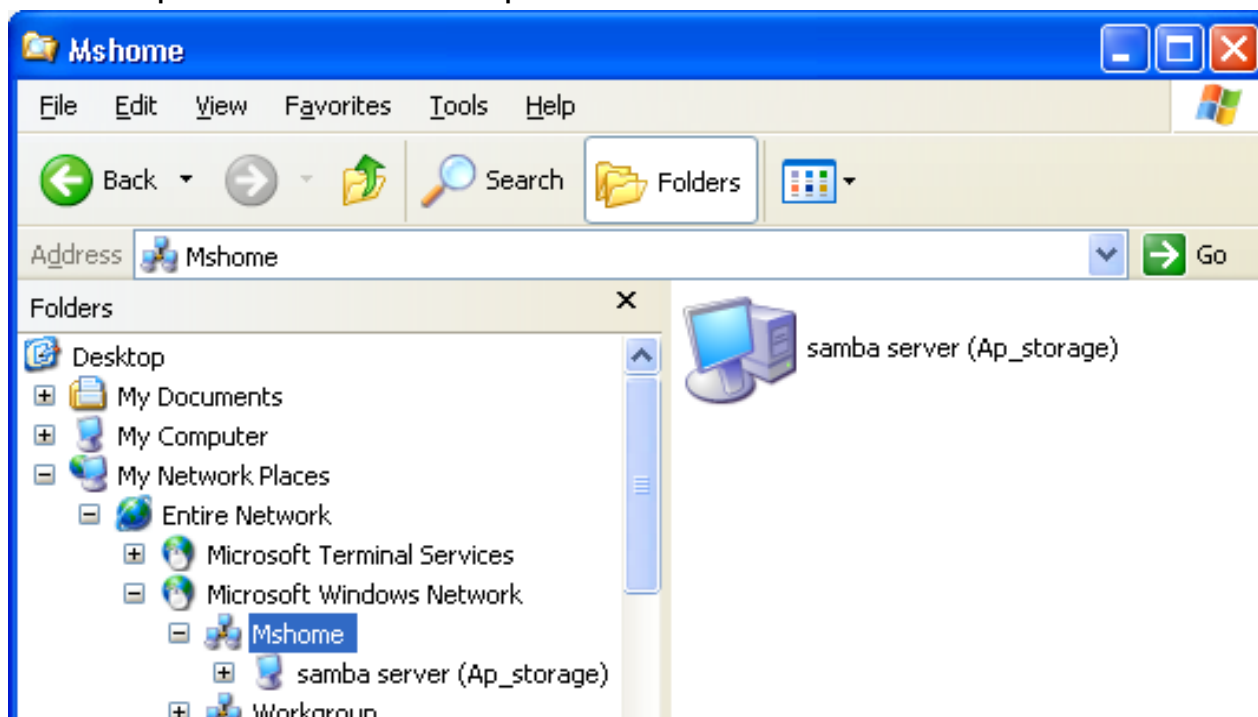 Mshome
File Edit View Favorites Tools Help
Back Search Folders
Address Mshome Go
Folders
samba server (Ap_storage)
Desktop
My Documents
My Computer
My Network Places
Entire Network
Microsoft Terminal Services
Microsoft Windows Network
Mshome
samba server (Ap_storage)
Workgroup